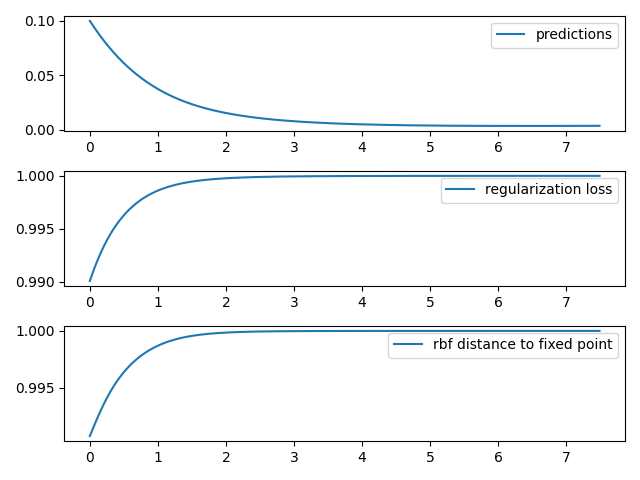 0.10
0.05
0.00
predictions
0 1 2 3 4 5 6 7
1.000
0.995
0.990
regularization loss
0 1 2 3 4 5 6 7
1.000
0.995
rbf distance to fixed point
0 1 2 3 4 5 6 7